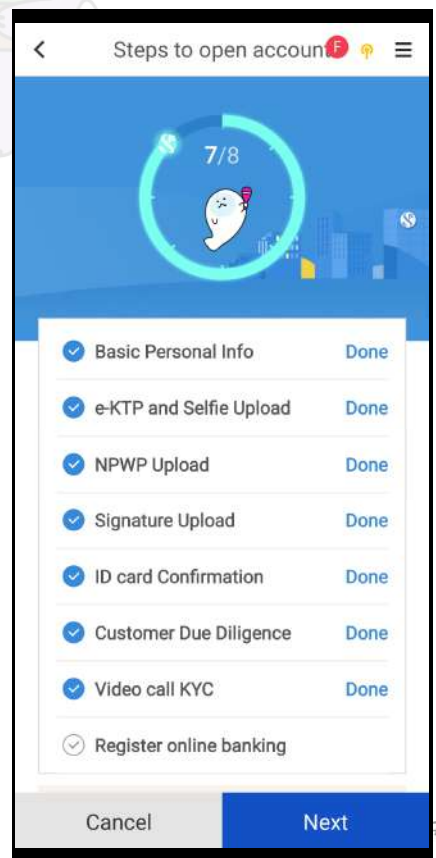 Steps to open account
F
7/8
Basic Personal Info Done
e-KTP and Selfie Upload Done
NPWP Upload Done
Signature Upload Done
ID card Confirmation Done
Customer Due Diligence Done
Video call KYC Done
Register online banking
Cancel Next